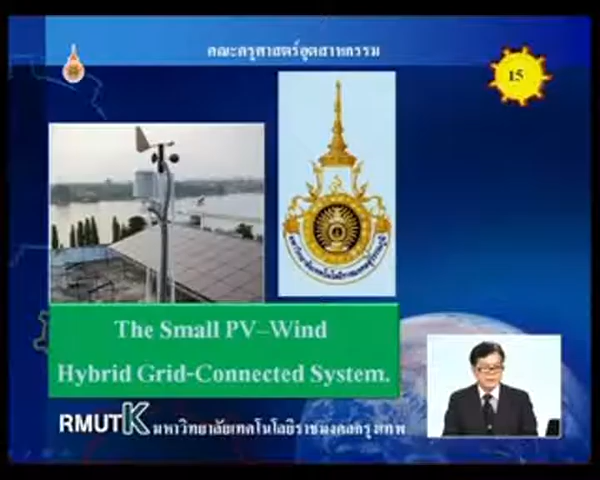 คณะครุศาสตร์อุตสาหกรรม
15
The Small PV–Wind
Hybrid Grid-Connected System.
RMUTK มหาวิทยาลัยเทคโนโลยีราชมงคลกรุงเทพ